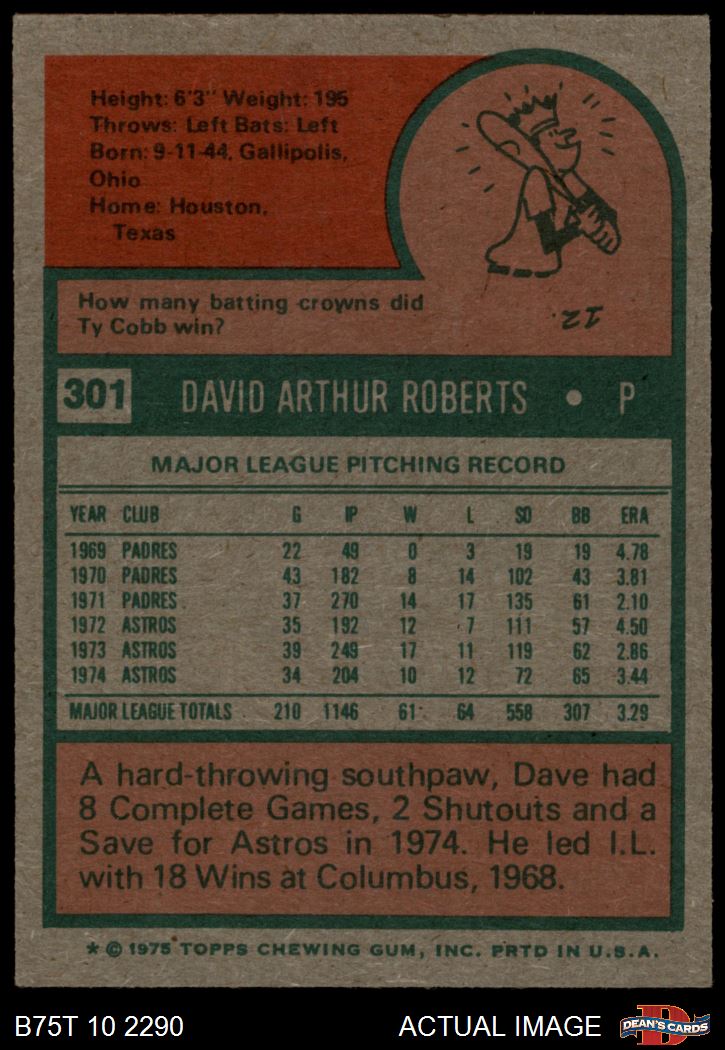 Height: 6'3" Weight: 195
Throws: Left Bats: Left
Born: 9-11-44, Gallipolis,
Ohio
Home: Houston,
Texas
How many batting crowns did
Ty Cobb win?
12.
301 DAVID ARTHUR ROBERTS • P
MAJOR LEAGUE PITCHING RECORD
YEAR CLUB G IP W L SO BB ERA
1969 PADRES 22 49 0 3 19 19 4.78
1970 PADRES 43 182 8 14 102 43 3.81
1971 PADRES 37 270 14 17 135 61 2.10
1972 ASTROS 35 192 12 7 111 57 4.50
1973 ASTROS 39 249 17 11 119 62 2.86
1974 ASTROS 34 204 10 12 72 65 3.44
MAJOR LEAGUE TOTALS 210 1146 61 64 558 307 3.29
A hard-throwing southpaw, Dave had
8 Complete Games, 2 Shutouts and a
Save for Astros in 1974. He led I.L.
with 18 Wins at Columbus, 1968.
* © 1975 TOPPS CHEWING GUM, INC. PRTD IN U.S.A.
B75T 10 2290 ACTUAL IMAGE D DEAN'S CARDS